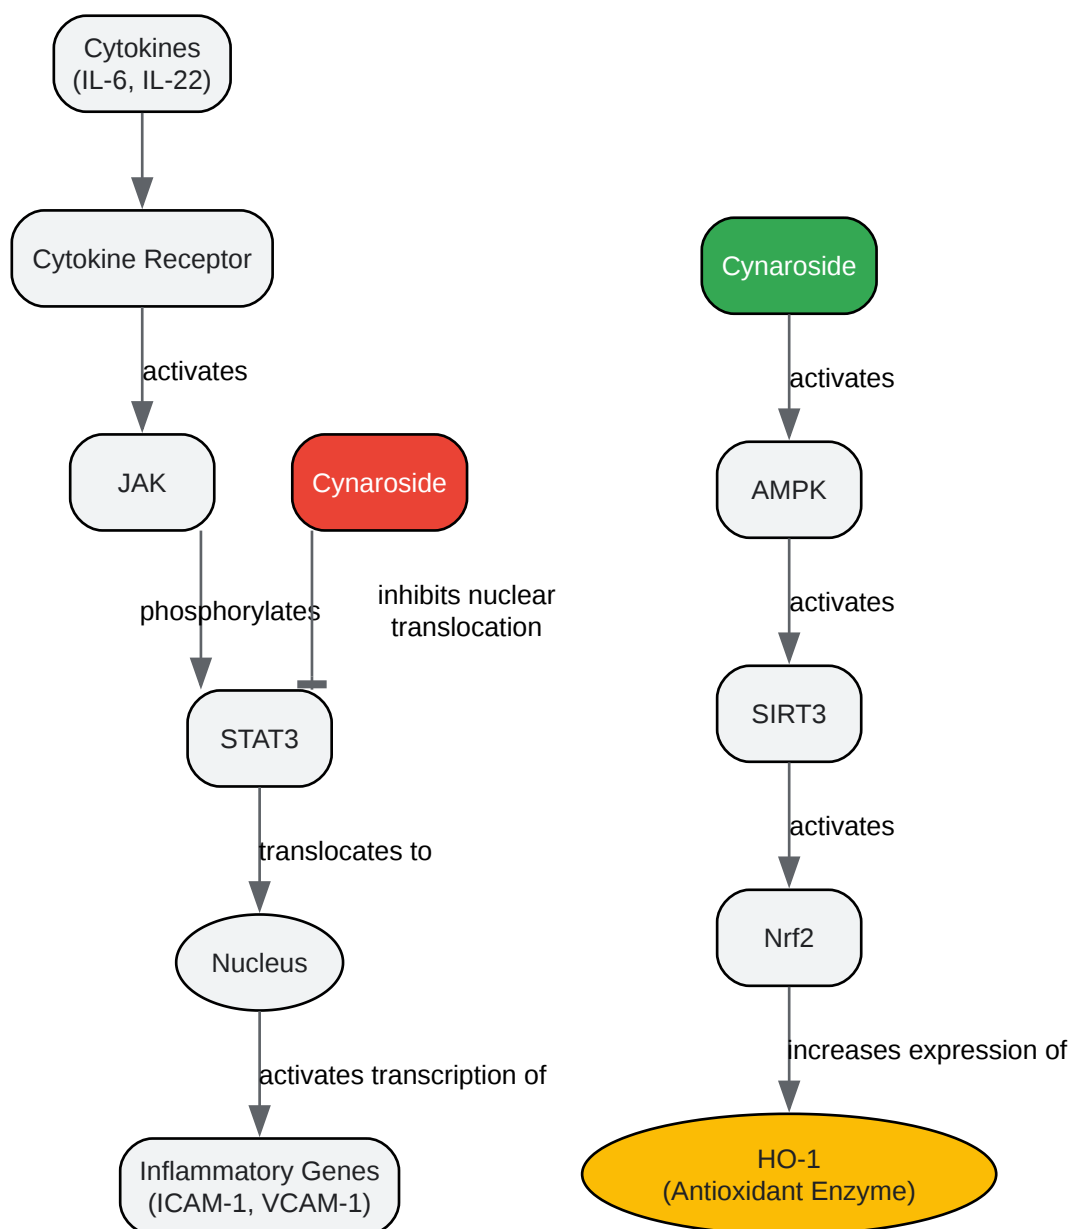 Cytokines
(IL-6, IL-22)
Cytokine Receptor
activates
JAK
Cynaroside
phosphorylates
inhibits nuclear
translocation
STAT3
translocates to
Nucleus
activates transcription of
Inflammatory Genes
(ICAM-1, VCAM-1)
Cynaroside
activates
AMPK
activates
SIRT3
activates
Nrf2
increases expression of
HO-1
(Antioxidant Enzyme)